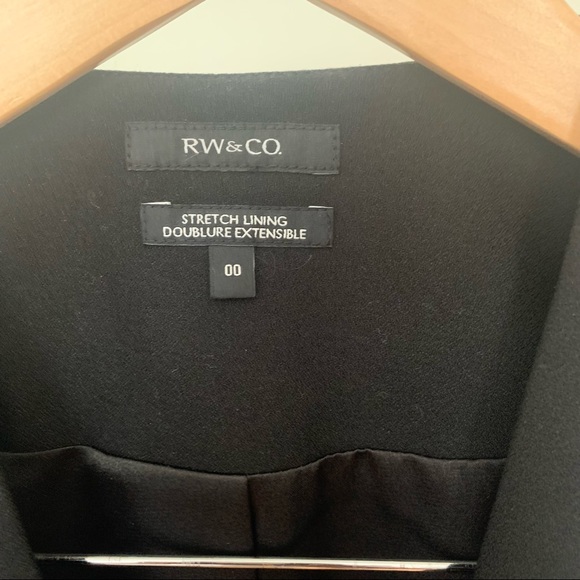 RW&CO.
STRETCH LINING
DOUBLURE EXTENSIBLE
00